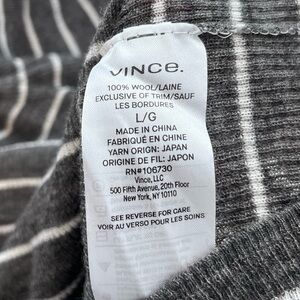 VINCE.
100% WOOL/LAINE
EXCLUSIVE OF TRIM/SAUF
LES BORDURES
L/G
MADE IN CHINA
FABRIQUÉ EN CHINE
YARN ORIGN: JAPAN
ORIGINE DE FIL: JAPON
RN#106730
Vince, LLC
500 Fifth Avenue, 20th Floor
New York, NY 10110
SEE REVERSE FOR CARE
VOIR AU VERSO POUR LES SOINS